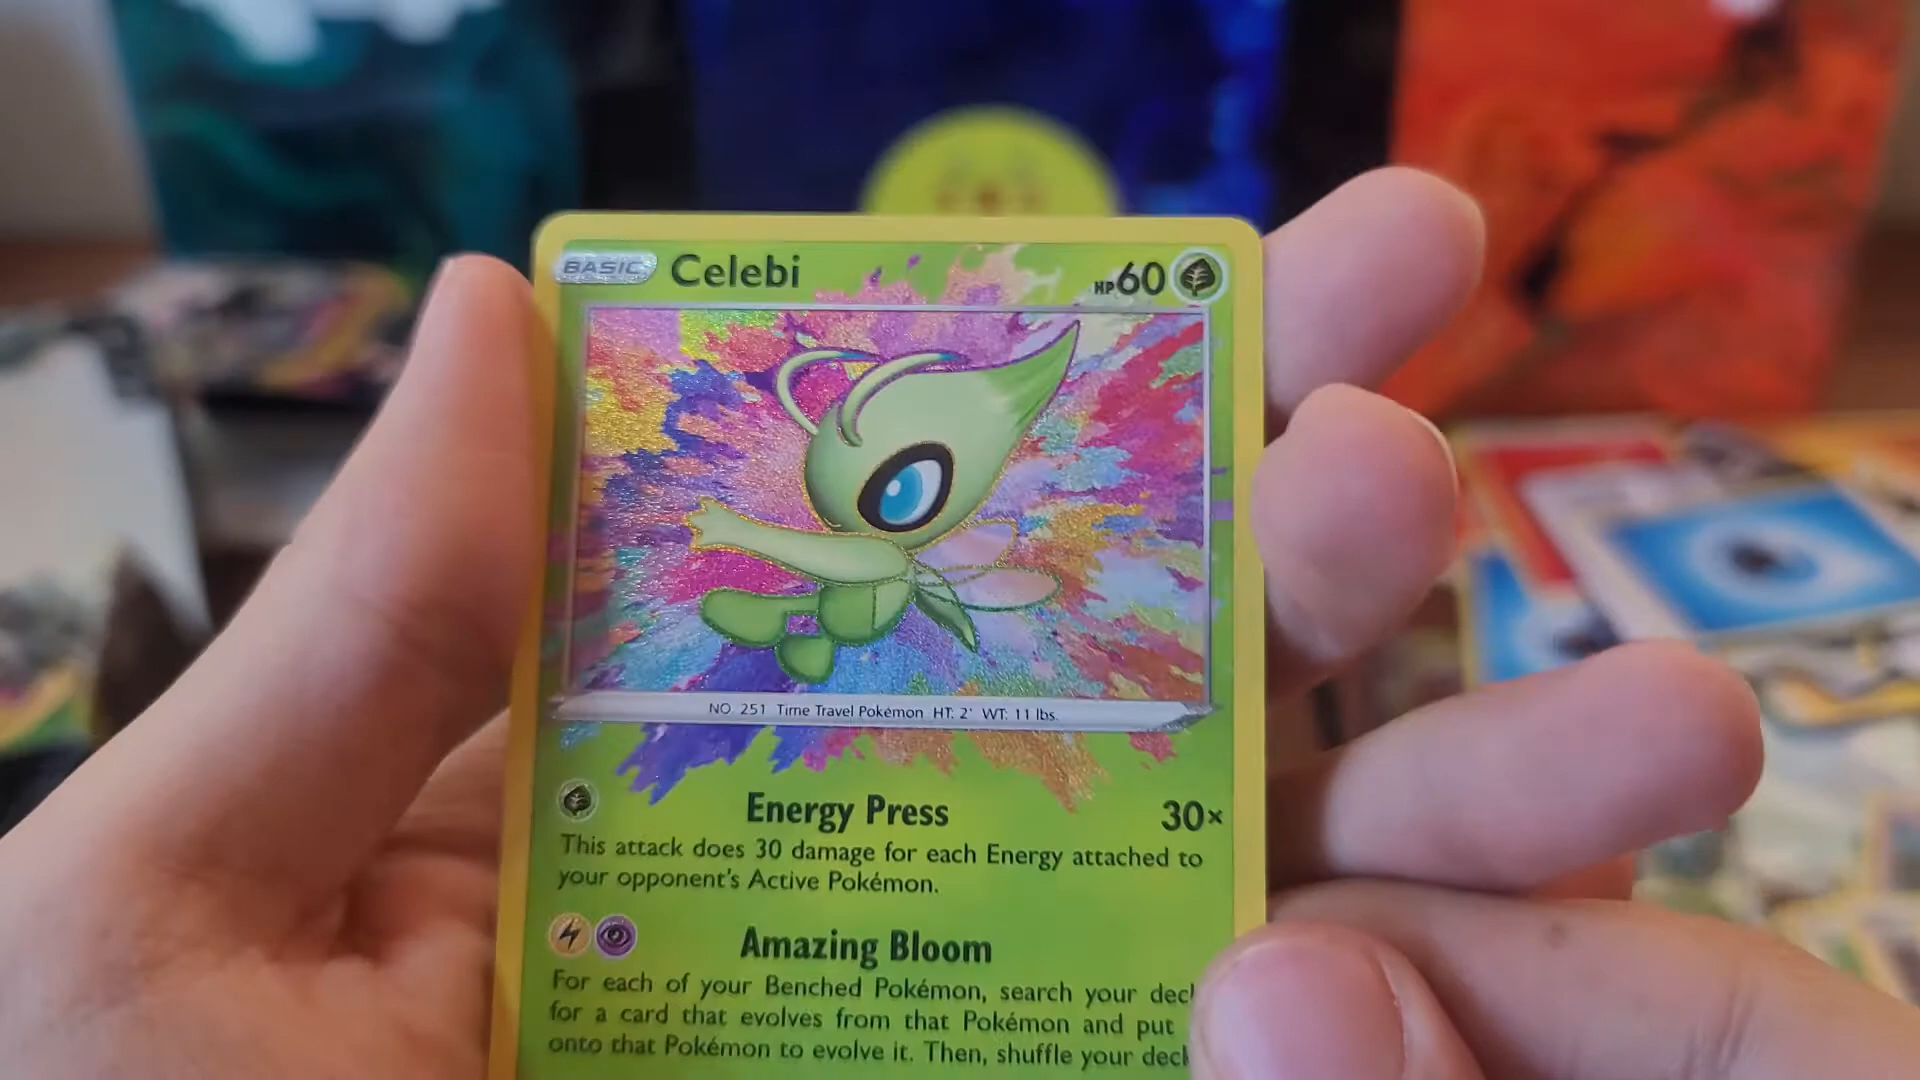 BASIC Celebi HP60
NO. 251 Time Travel Pokémon HT: 2' WT: 11 lbs.
Energy Press 30×
This attack does 30 damage for each Energy attached to
your opponent's Active Pokémon.
Amazing Bloom
For each of your Benched Pokémon, search your
for a card that evolves from that Pokémon and put
onto that Pokémon to evolve it. Then, shuffle your